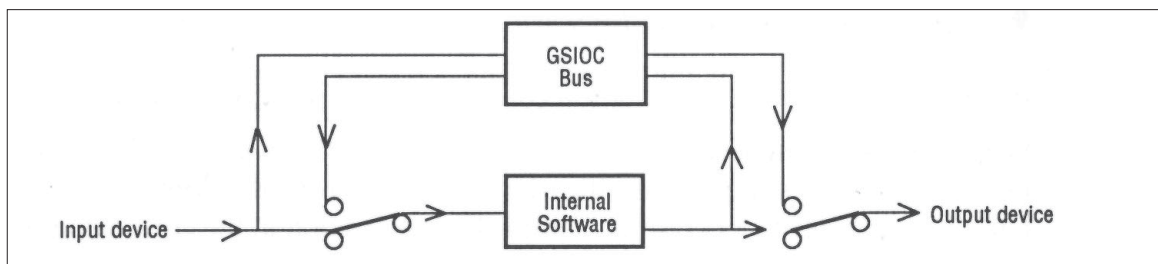 GSIOC
Bus
Internal
Software
Input device
Output device